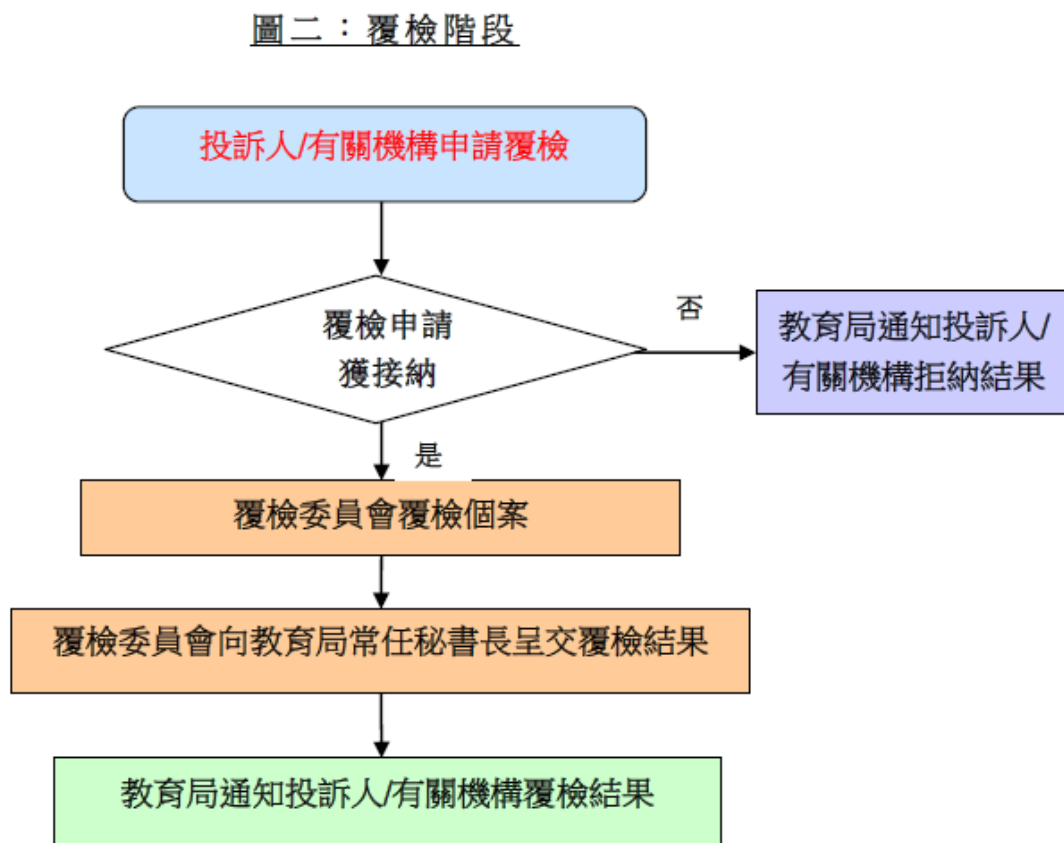 圖二：覆檢階段
投訴人/有關機構申請覆檢
覆檢申請
獲接納
否
教育局通知投訴人/
有關機構拒納結果
是
覆檢委員會覆檢個案
覆檢委員會向教育局常任秘書長呈交覆檢結果
教育局通知投訴人/有關機構覆檢結果